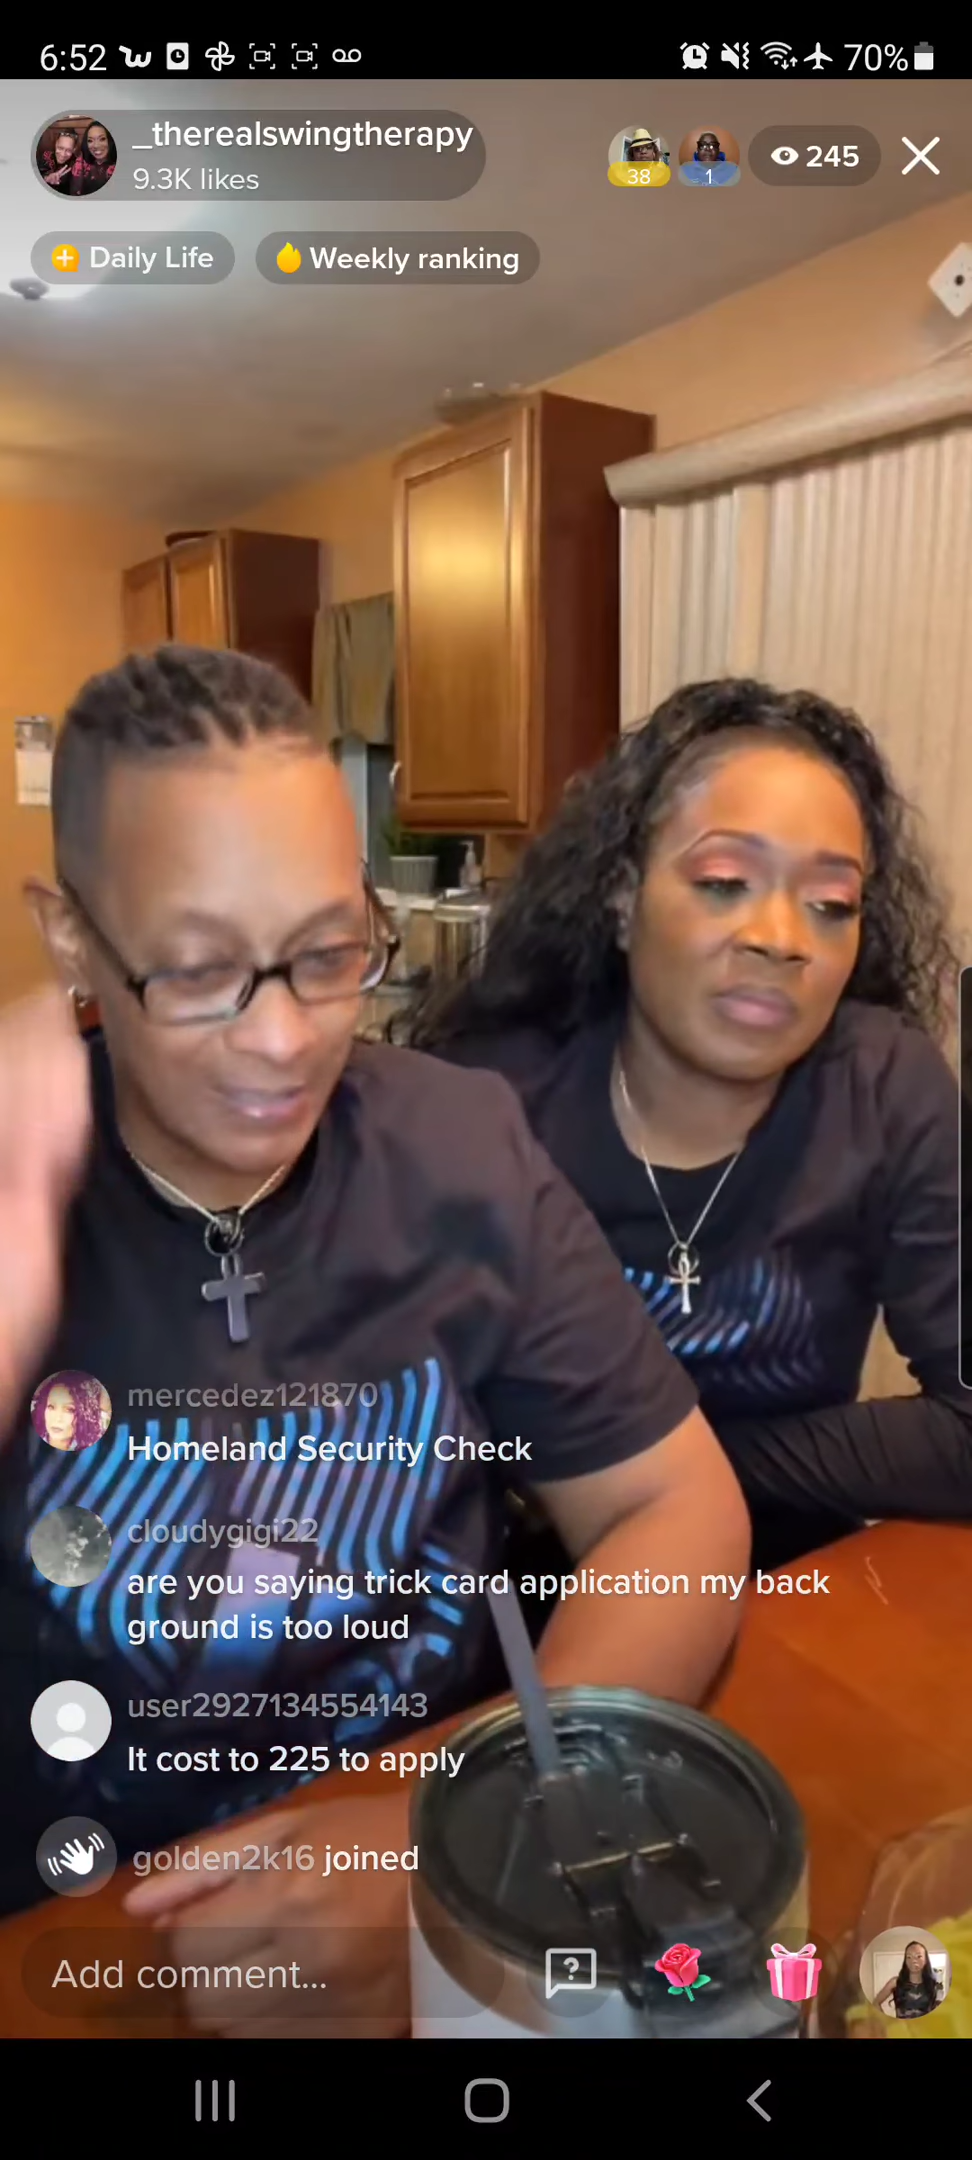 6:52
70%
_therealswingtherapy
9.3K likes
38
1
245
Daily Life
Weekly ranking
mercedez121870
Homeland Security Check
cloudygigi22
are you saying trick card application my back
ground is too loud
user2927134554143
It cost to 225 to apply
golden2k16 joined
Add comment...